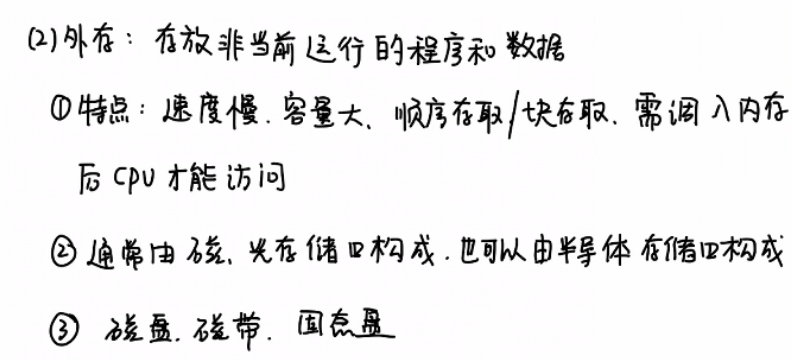 (2)外存：存放非当前运行的程序和数据
①特点：速度慢、容量大、顺序存取/块存取、需调入内存
后CPU才能访问
②通常由磁、光存储口构成，也可以由半导体存储口构成
③ 磁盘、磁带、固态盘